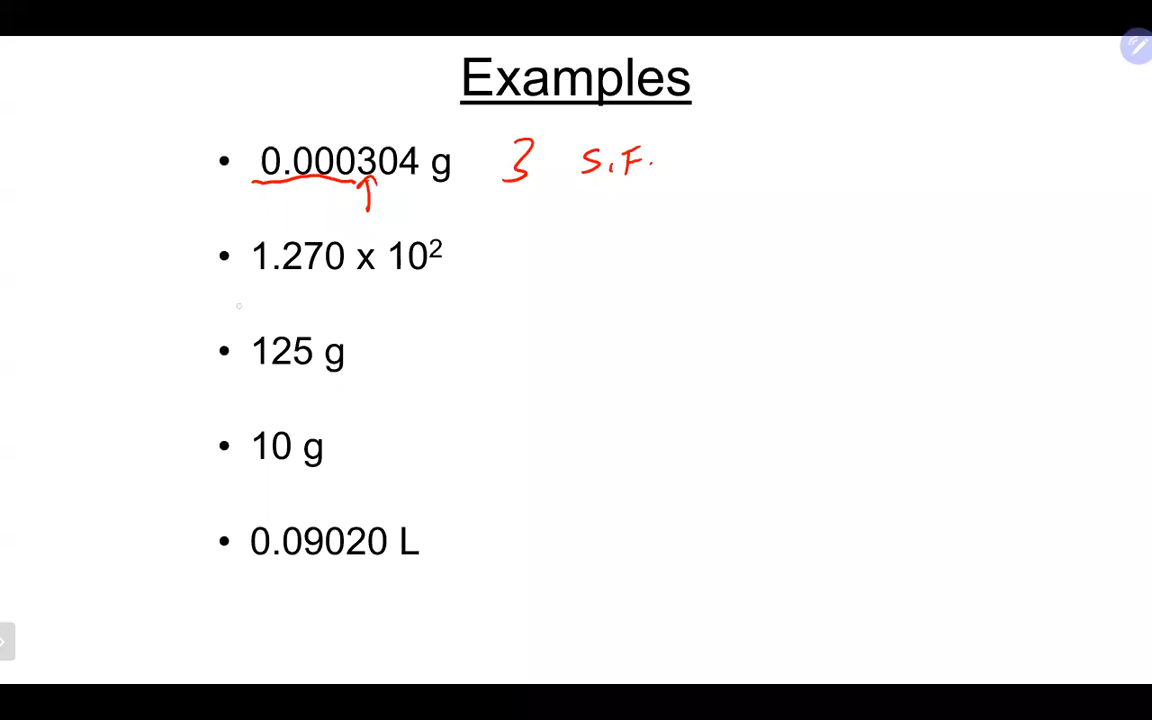 Examples
• 0.000304 g 3 S.F.
• 1.270 x 10²
• 125 g
• 10 g
• 0.09020 L